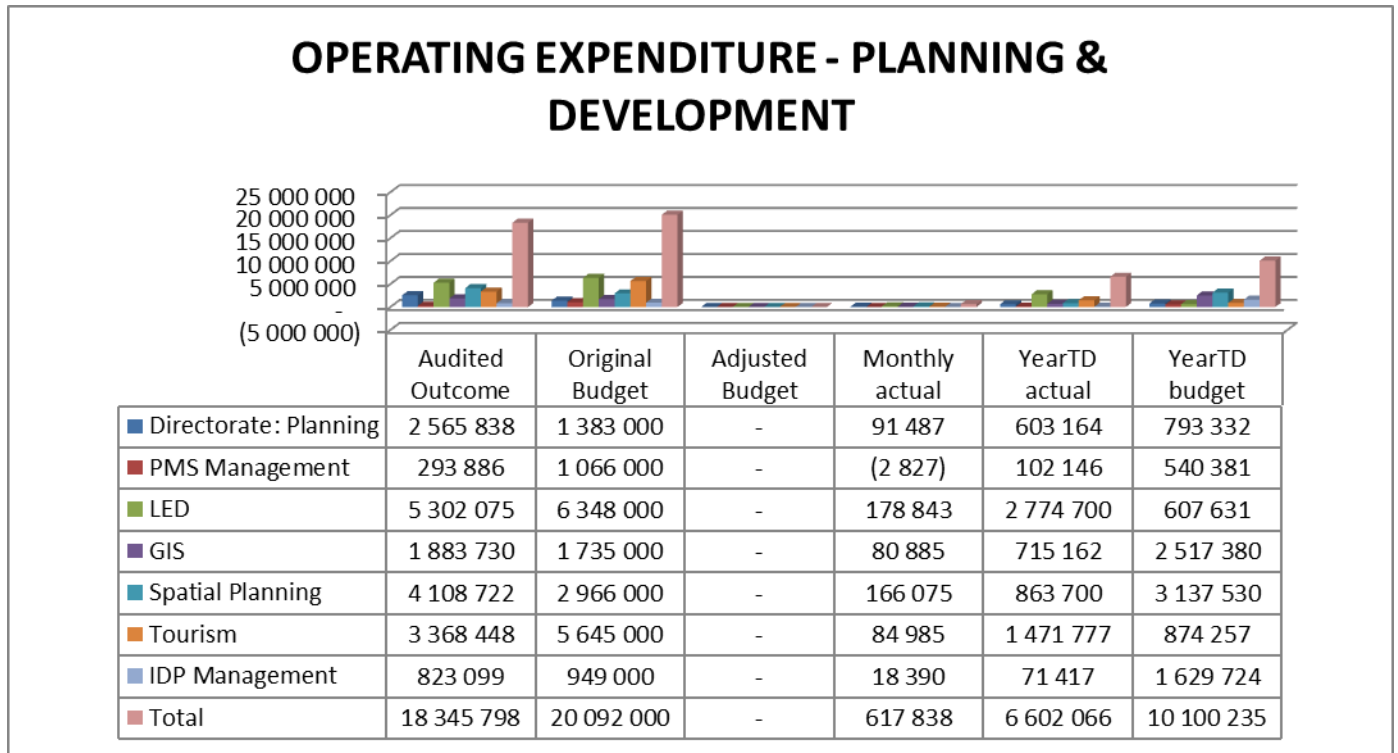 OPERATING EXPENDITURE - PLANNING &
DEVELOPMENT
25 000 000
20 000 000
15 000 000
10 000 000
5 000 000
-
(5 000 000)
Audited Outcome Original Budget Adjusted Budget Monthly actual YearTD actual YearTD budget
Directorate: Planning 2 565 838 1 383 000 - 91 487 603 164 793 332
PMS Management 293 886 1 066 000 - (2 827) 102 146 540 381
LED 5 302 075 6 348 000 - 178 843 2 774 700 607 631
GIS 1 883 730 1 735 000 - 80 885 715 162 2 517 380
Spatial Planning 4 108 722 2 966 000 - 166 075 863 700 3 137 530
Tourism 3 368 448 5 645 000 - 84 985 1 471 777 874 257
IDP Management 823 099 949 000 - 18 390 71 417 1 629 724
Total 18 345 798 20 092 000 - 617 838 6 602 066 10 100 235